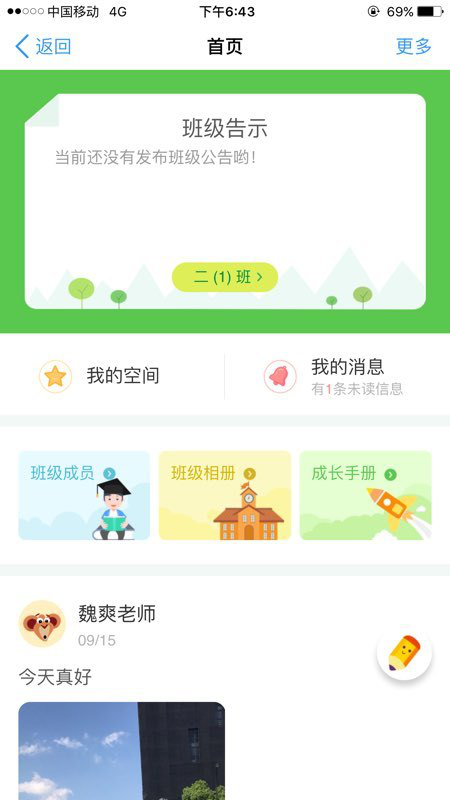 中国移动 4G 下午6:43 69%
返回 首页 更多
班级告示
当前还没有发布班级公告哟！
二 (1) 班
我的空间
我的消息
有1条未读信息
班级成员
班级相册
成长手册
魏爽老师
09/15
今天真好